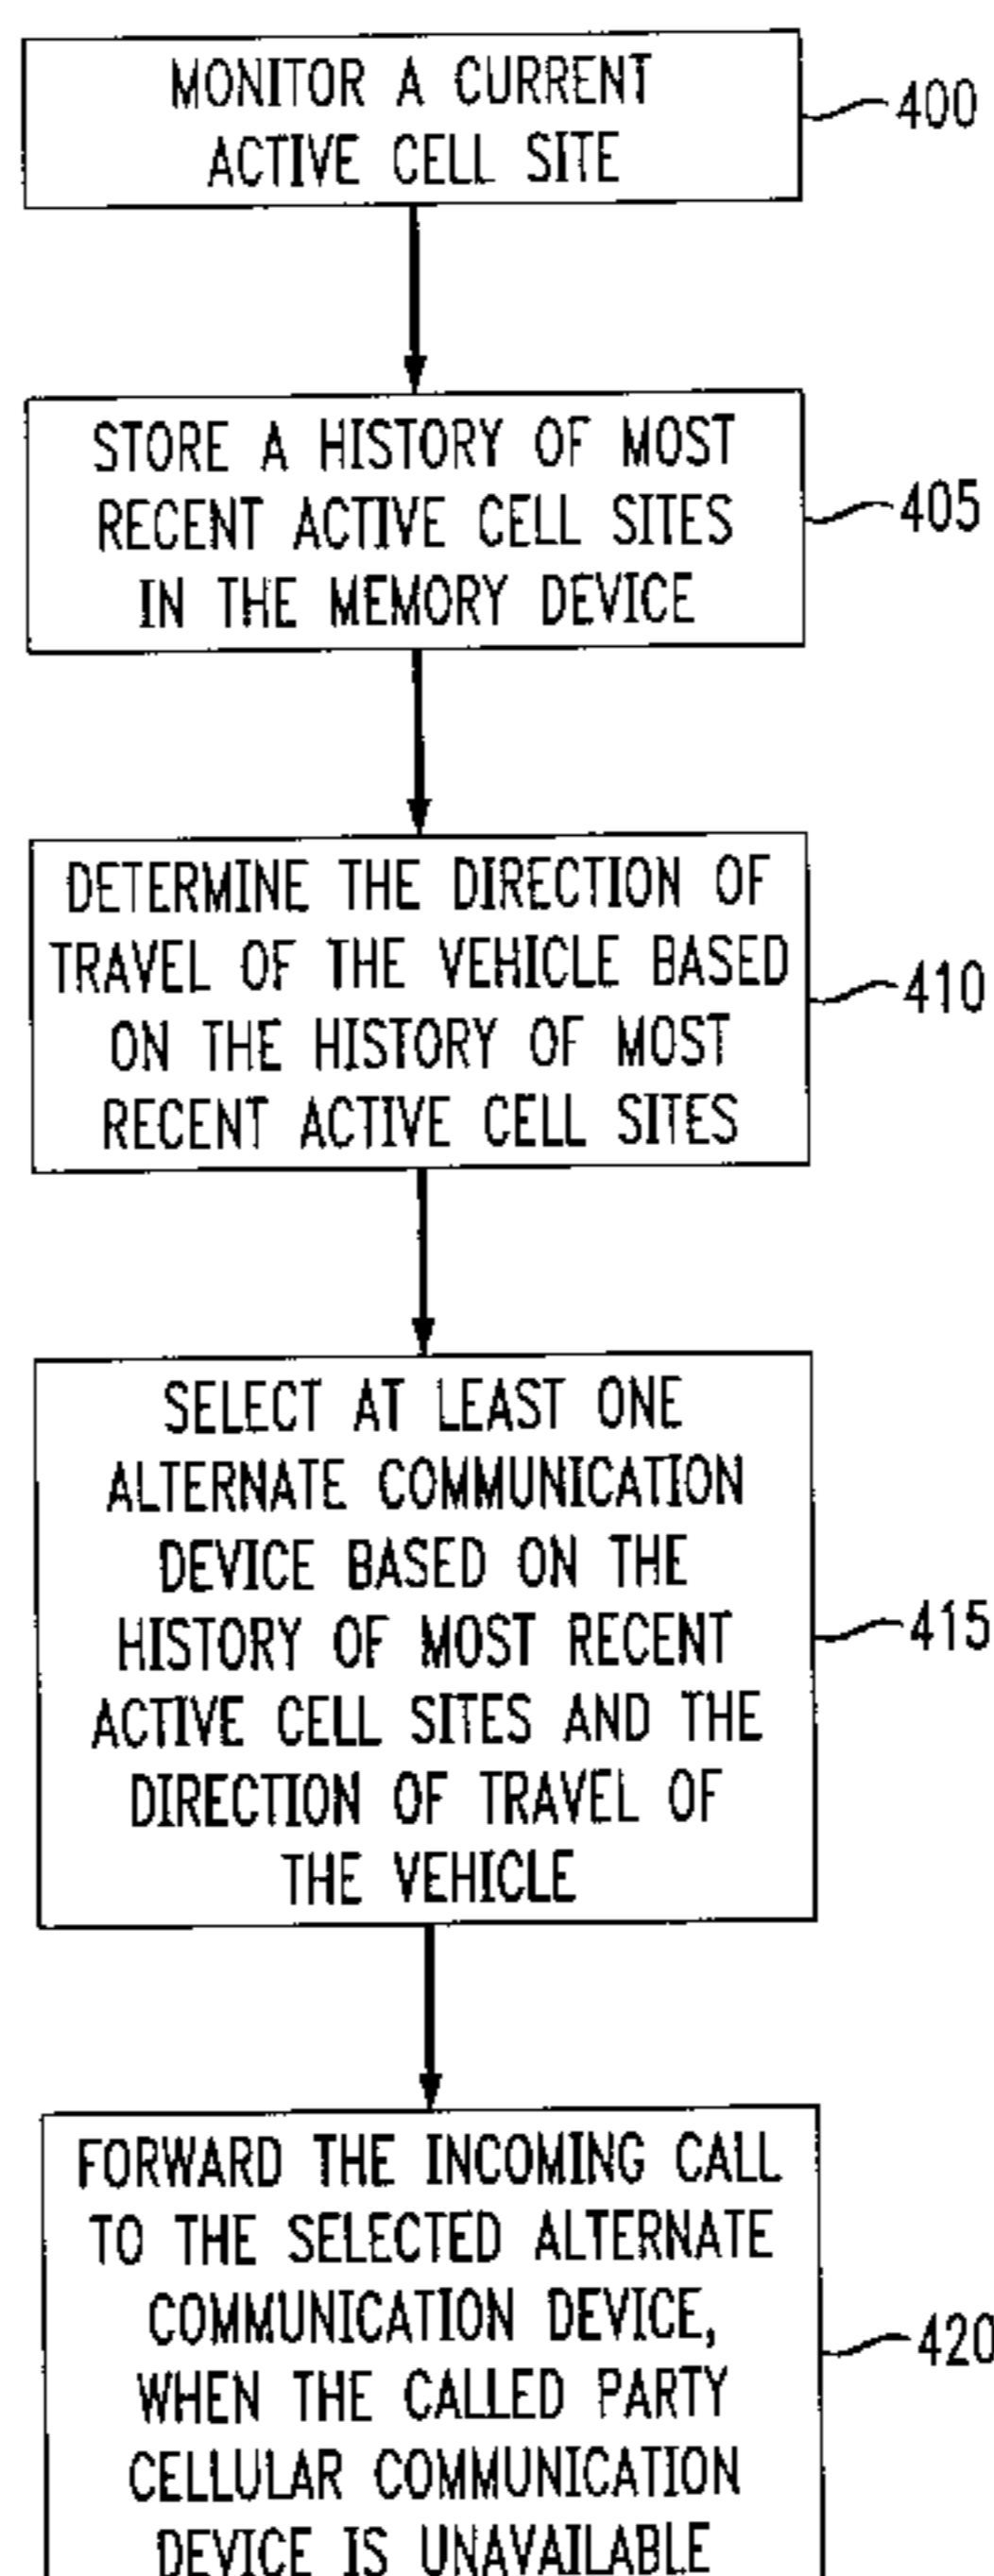 MONITOR A CURRENT
ACTIVE CELL SITE
400
STORE A HISTORY OF MOST
RECENT ACTIVE CELL SITES
IN THE MEMORY DEVICE
405
DETERMINE THE DIRECTION OF
TRAVEL OF THE VEHICLE BASED
ON THE HISTORY OF MOST
RECENT ACTIVE CELL SITES
410
SELECT AT LEAST ONE
ALTERNATE COMMUNICATION
DEVICE BASED ON THE
HISTORY OF MOST RECENT
ACTIVE CELL SITES AND THE
DIRECTION OF TRAVEL OF
THE VEHICLE
415
FORWARD THE INCOMING CALL
TO THE SELECTED ALTERNATE
COMMUNICATION DEVICE,
WHEN THE CALLED PARTY
CELLULAR COMMUNICATION
DEVICE IS UNAVAILABLE
420